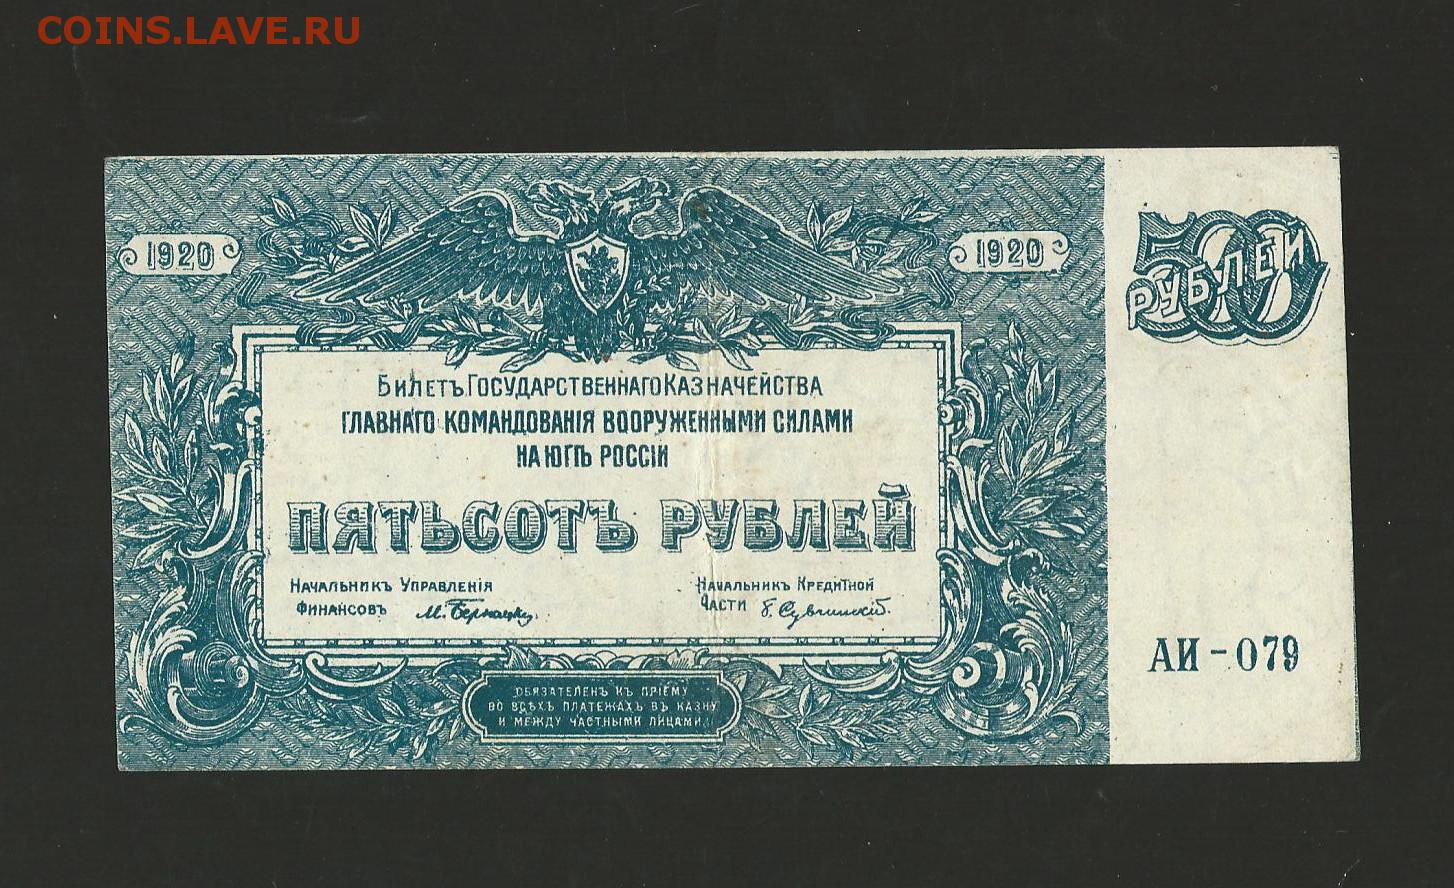 COINS.LAVE.RU
1920
1920
500
РУБЛЕЙ
БИЛЕТЪ ГОСУДАРСТВЕННАГО КАЗНАЧЕЙСТВА
ГЛАВНАГО КОМАНДОВАНІЯ ВООРУЖЕННЫМИ СИЛАМИ
НА ЮГѢ РОССІИ
ПЯТЬСОТЪ РУБЛЕЙ
НАЧАЛЬНИКЪ УПРАВЛЕНІЯ
ФИНАНСОВЪ М. Бернацкій
НАЧАЛЬНИКЪ КРЕДИТНОЙ
ЧАСТИ Б. Сувчинскій
АИ-079
ОБЯЗАТЕЛЕНЪ КЪ ПРІЕМУ
ВО ВСѢХЪ ПЛАТЕЖАХЪ ВЪ КАЗНУ
И МЕЖДУ ЧАСТНЫМИ ЛИЦАМИ.